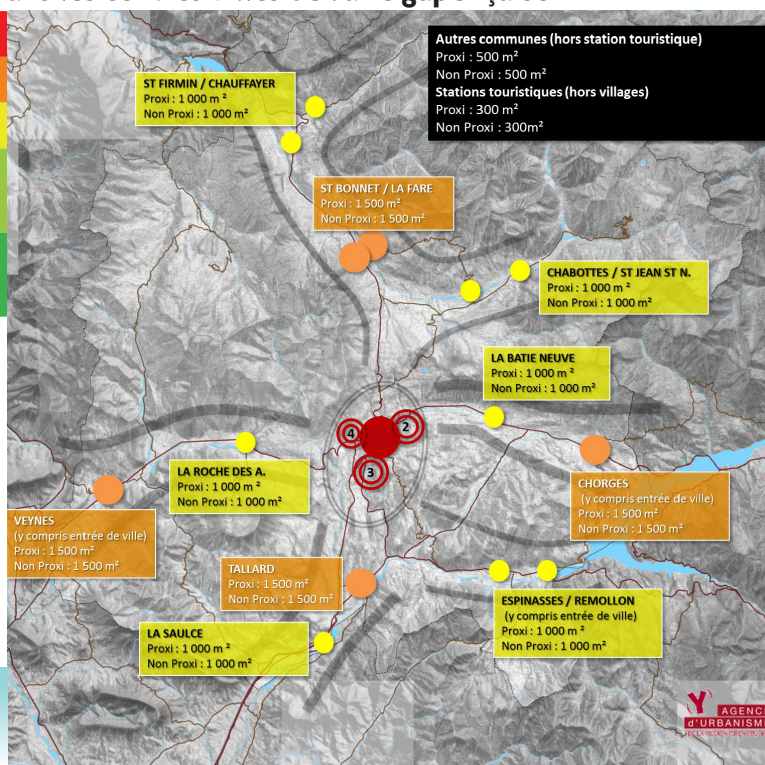 Autres communes (hors station touristique)
Proxi : 500 m²
Non Proxi : 500 m²
Stations touristiques (hors villages)
Proxi : 300 m²
Non Proxi : 300m²
ST FIRMIN / CHAUFFAYER
Proxi : 1 000 m ²
Non Proxi : 1 000 m²
ST BONNET / LA FARE
Proxi : 1 500 m²
Non Proxi : 1 500 m²
CHABOTTES / ST JEAN ST N.
Proxi : 1 000 m ²
Non Proxi : 1 000 m²
LA BATIE NEUVE
Proxi : 1 000 m ²
Non Proxi : 1 000 m²
2
4
3
LA ROCHE DES A.
Proxi : 1 000 m ²
Non Proxi : 1 000 m²
CHORGES
(y compris entrée de ville)
Proxi : 1 500 m²
Non Proxi : 1 500 m²
VEYNES
(y compris entrée de ville)
Proxi : 1 500 m²
Non Proxi : 1 500 m²
TALLARD
Proxi : 1 500 m²
Non Proxi : 1 500 m²
ESPINASSES / REMOLLON
(y compris entrée de ville)
Proxi : 1 000 m ²
Non Proxi : 1 000 m²
LA SAULCE
Proxi : 1 000 m ²
Non Proxi : 1 000 m²
AGENCE
d'URBANISME